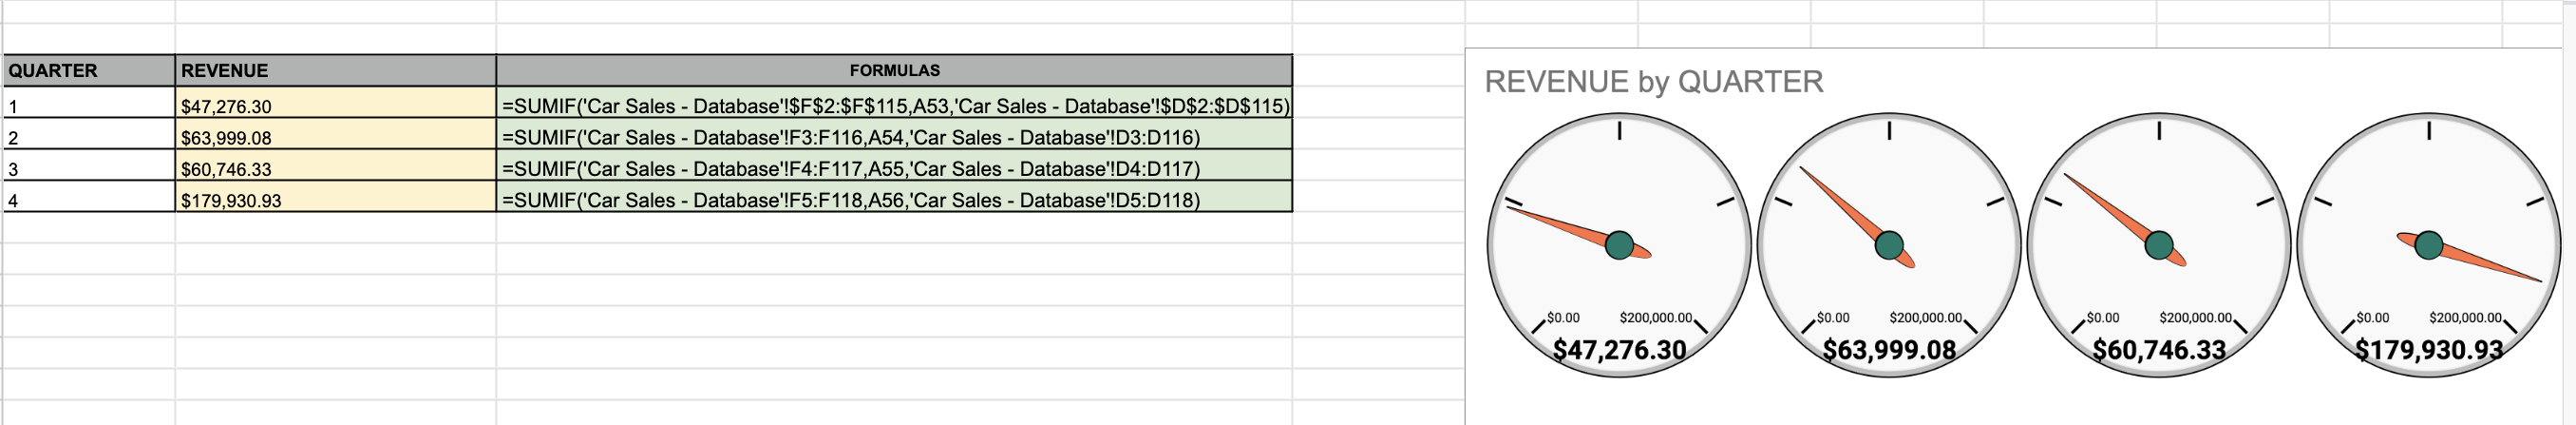 QUARTER REVENUE FORMULAS
1 $47,276.30 =SUMIF('Car Sales - Database'!$F$2:$F$115,A53,'Car Sales - Database'!$D$2:$D$115)
2 $63,999.08 =SUMIF('Car Sales - Database'!F3:F116,A54,'Car Sales - Database'!D3:D116)
3 $60,746.33 =SUMIF('Car Sales - Database'!F4:F117,A55,'Car Sales - Database'!D4:D117)
4 $179,930.93 =SUMIF('Car Sales - Database'!F5:F118,A56,'Car Sales - Database'!D5:D118)
REVENUE by QUARTER
$0.00 $200,000.00 $0.00 $200,000.00 $0.00 $200,000.00 $0.00 $200,000.00
$47,276.30 $63,999.08 $60,746.33 $179,930.93